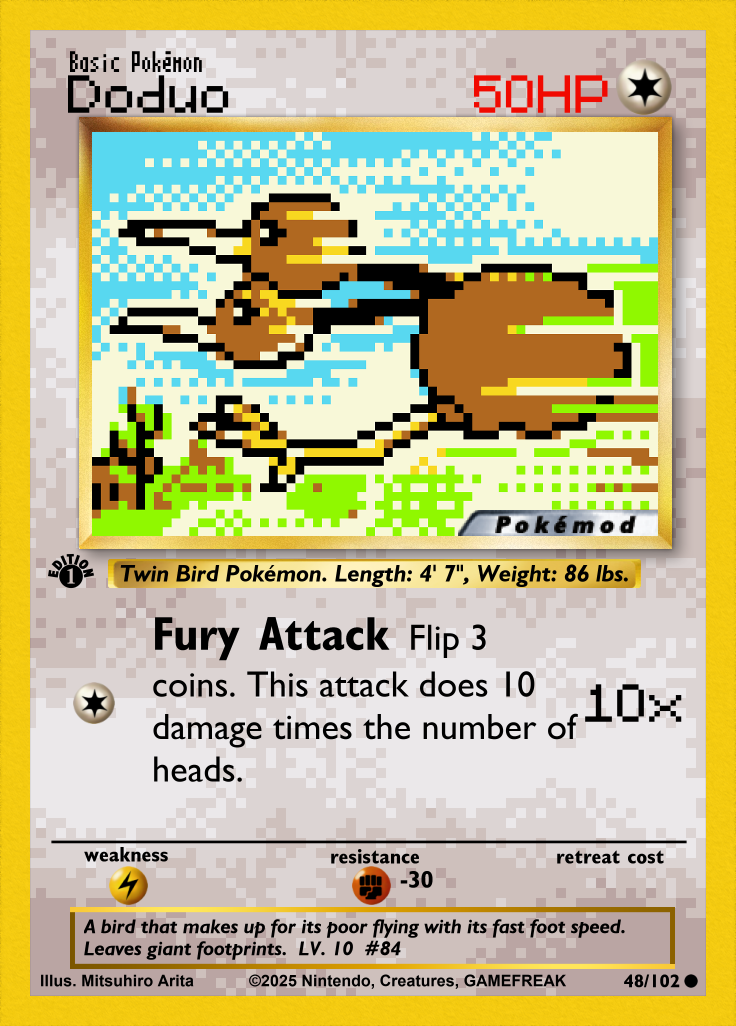 Basic Pokémon
Doduo
50HP
Pokémod
EDITION
1
Twin Bird Pokémon. Length: 4' 7", Weight: 86 lbs.
Fury Attack Flip 3
coins. This attack does 10
damage times the number of
heads.
10x
weakness
resistance
retreat cost
-30
A bird that makes up for its poor flying with its fast foot speed.
Leaves giant footprints. LV. 10 #84
Illus. Mitsuhiro Arita
©2025 Nintendo, Creatures, GAMEFREAK
48/102